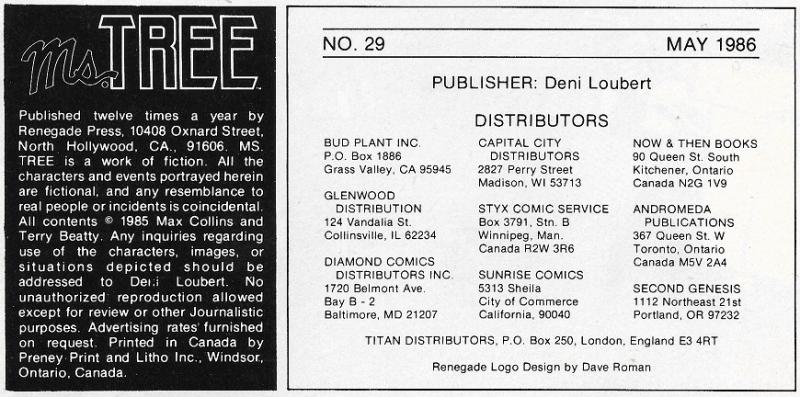 Ms. TREE
Published twelve times a year by
Renegade Press, 10408 Oxnard Street,
North Hollywood, CA., 91606. MS.
TREE is a work of fiction. All the
characters and events portrayed herein
are fictional, and any resemblance to
real people or incidents is coincidental.
All contents © 1985 Max Collins and
Terry Beatty. Any inquiries regarding
use of the characters, images, or
situations depicted should be
addressed to Deni Loubert. No
unauthorized reproduction allowed
except for review or other Journalistic
purposes. Advertising rates furnished
on request. Printed in Canada by
Preney Print and Litho Inc., Windsor,
Ontario, Canada.
NO. 29 MAY 1986
PUBLISHER: Deni Loubert
DISTRIBUTORS
BUD PLANT INC.
P.O. Box 1886
Grass Valley, CA 95945
GLENWOOD
DISTRIBUTION
124 Vandalia St.
Collinsville, IL 62234
DIAMOND COMICS
DISTRIBUTORS INC.
1720 Belmont Ave.
Bay B - 2
Baltimore, MD 21207
CAPITAL CITY
DISTRIBUTORS
2827 Perry Street
Madison, WI 53713
STYX COMIC SERVICE
Box 3791, Stn. B
Winnipeg, Man.
Canada R2W 3R6
SUNRISE COMICS
5313 Sheila
City of Commerce
California, 90040
NOW & THEN BOOKS
90 Queen St. South
Kitchener, Ontario
Canada N2G 1V9
ANDROMEDA
PUBLICATIONS
367 Queen St. W
Toronto, Ontario
Canada M5V 2A4
SECOND GENESIS
1112 Northeast 21st
Portland, OR 97232
TITAN DISTRIBUTORS, P.O. Box 250, London, England E3 4RT
Renegade Logo Design by Dave Roman